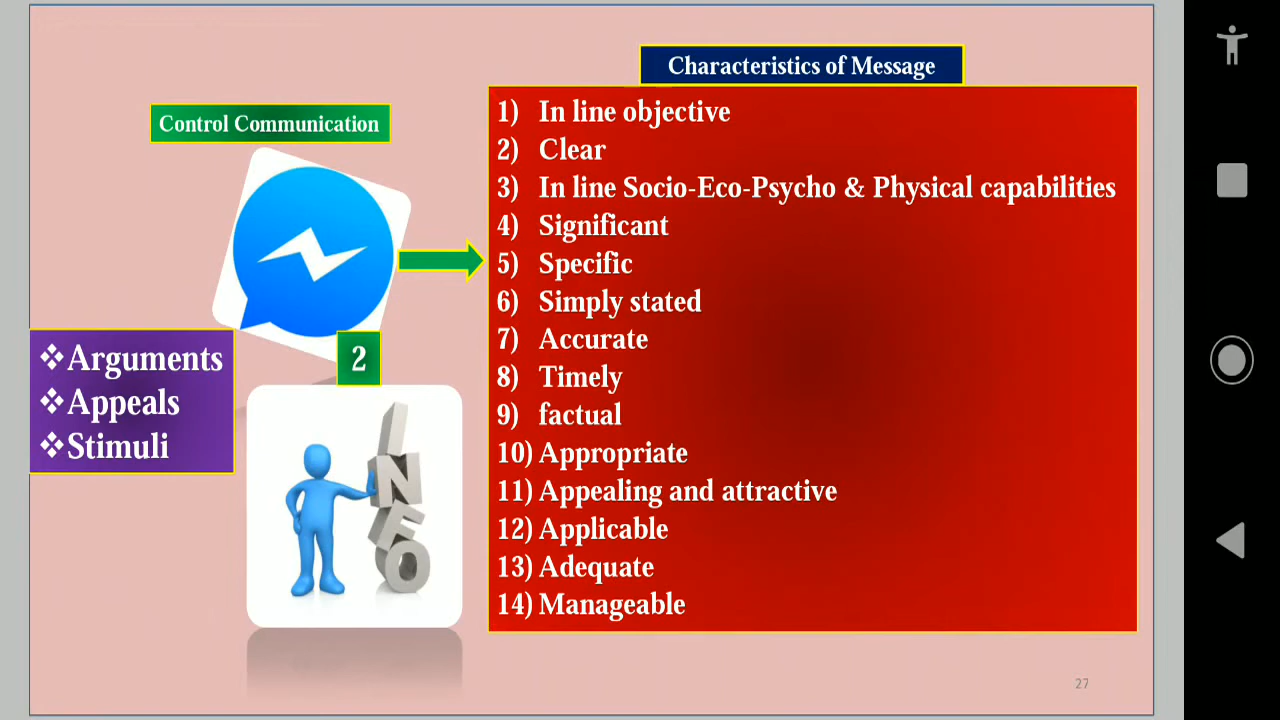 Characteristics of Message
Control Communication
1) In line objective
2) Clear
3) In line Socio-Eco-Psycho & Physical capabilities
4) Significant
5) Specific
6) Simply stated
7) Accurate
8) Timely
9) factual
10) Appropriate
11) Appealing and attractive
12) Applicable
13) Adequate
14) Manageable
❖Arguments
❖Appeals
❖Stimuli
2
INFO
27